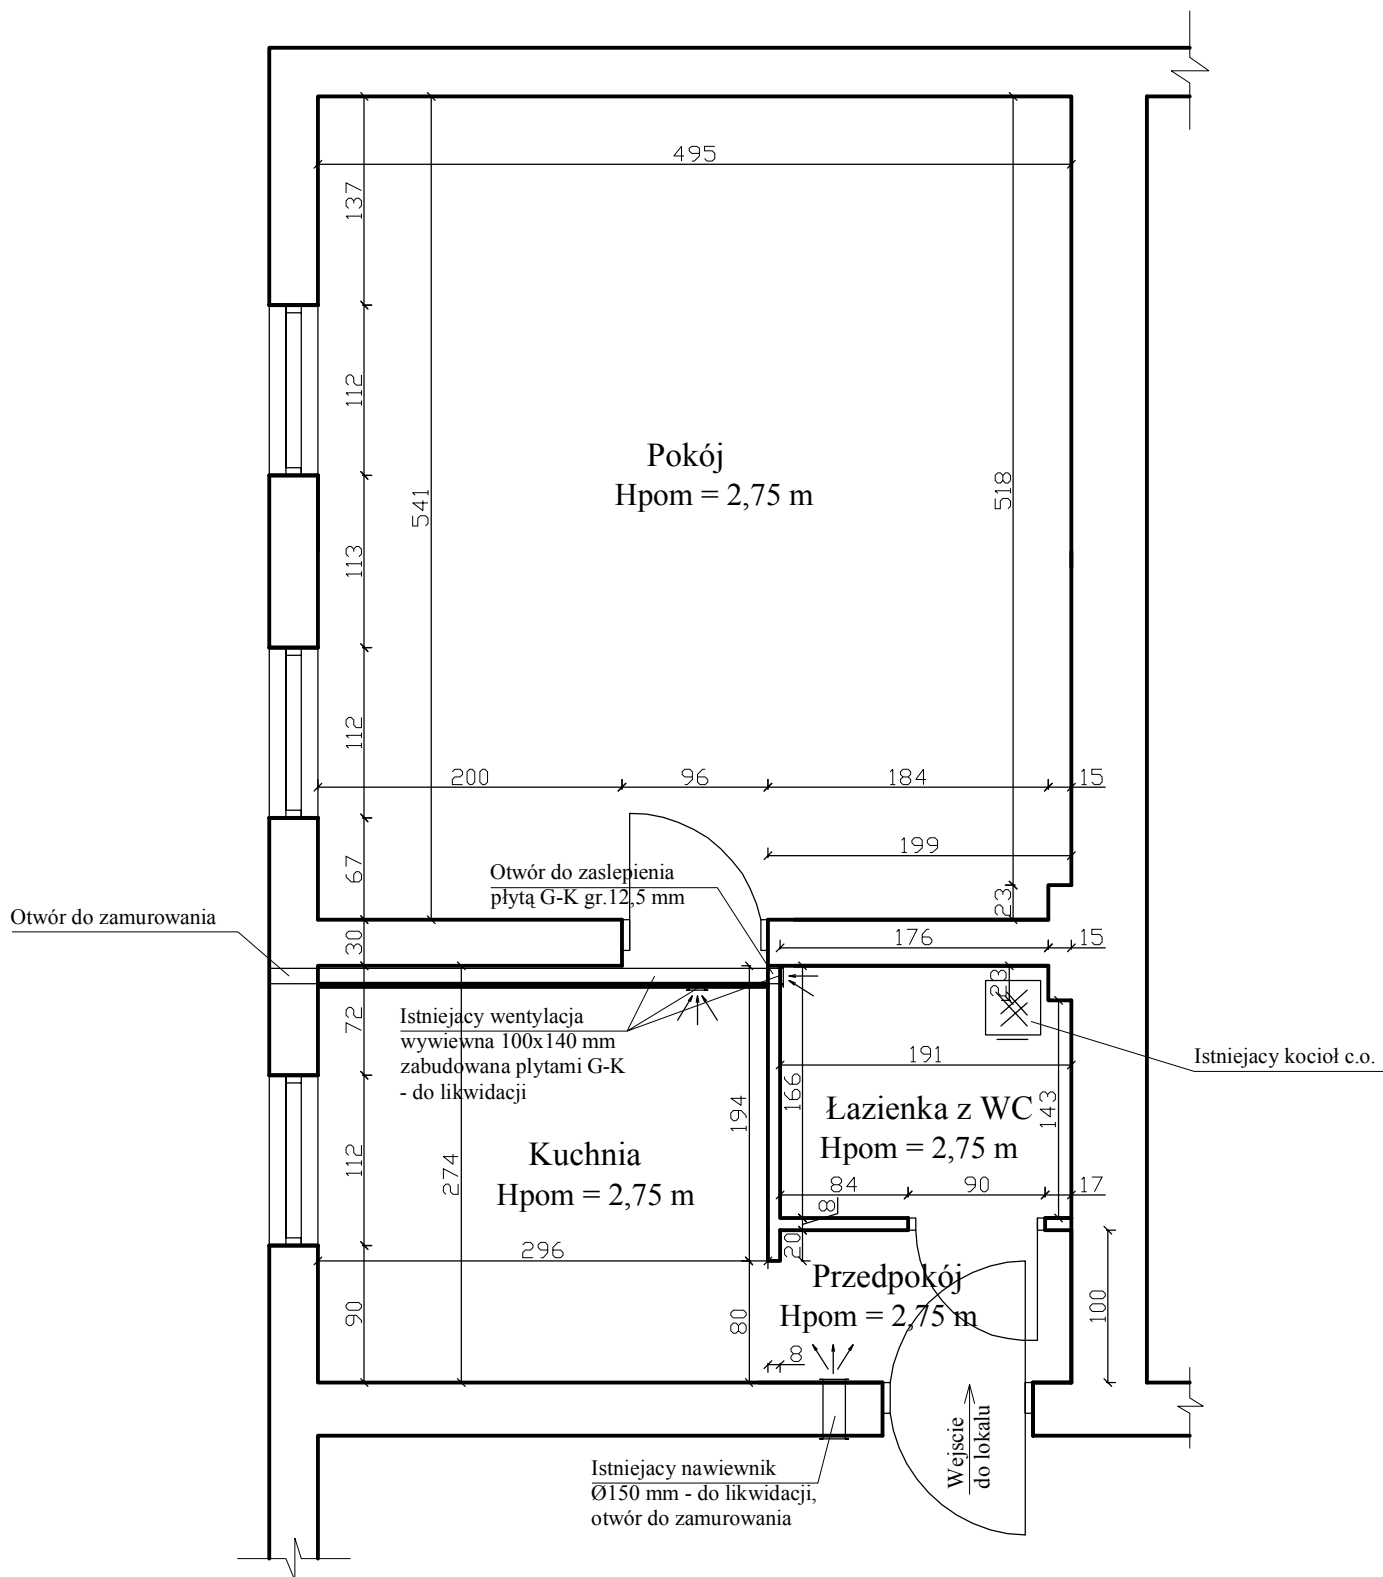 495
137
112
Pokój
Hpom = 2,75 m
541
518
113
112
200
96
184
15
199
67
Otwór do zaslepienia
płytą G-K gr.12,5 mm
23
Otwór do zamurowania
30
176
15
23
72
Istniejacy wentylacja
wywiewna 100x140 mm
zabudowana plytami G-K
- do likwidacji
191
Istniejacy kocioł c.o.
166
143
194
Łazienka z WC
Hpom = 2,75 m
112
274
Kuchnia
Hpom = 2,75 m
84
90
17
8
20
296
Przedpokój
Hpom = 2,75 m
90
80
100
8
Wejscie
do lokalu
Istniejacy nawiewnik
Ø150 mm - do likwidacji,
otwór do zamurowania